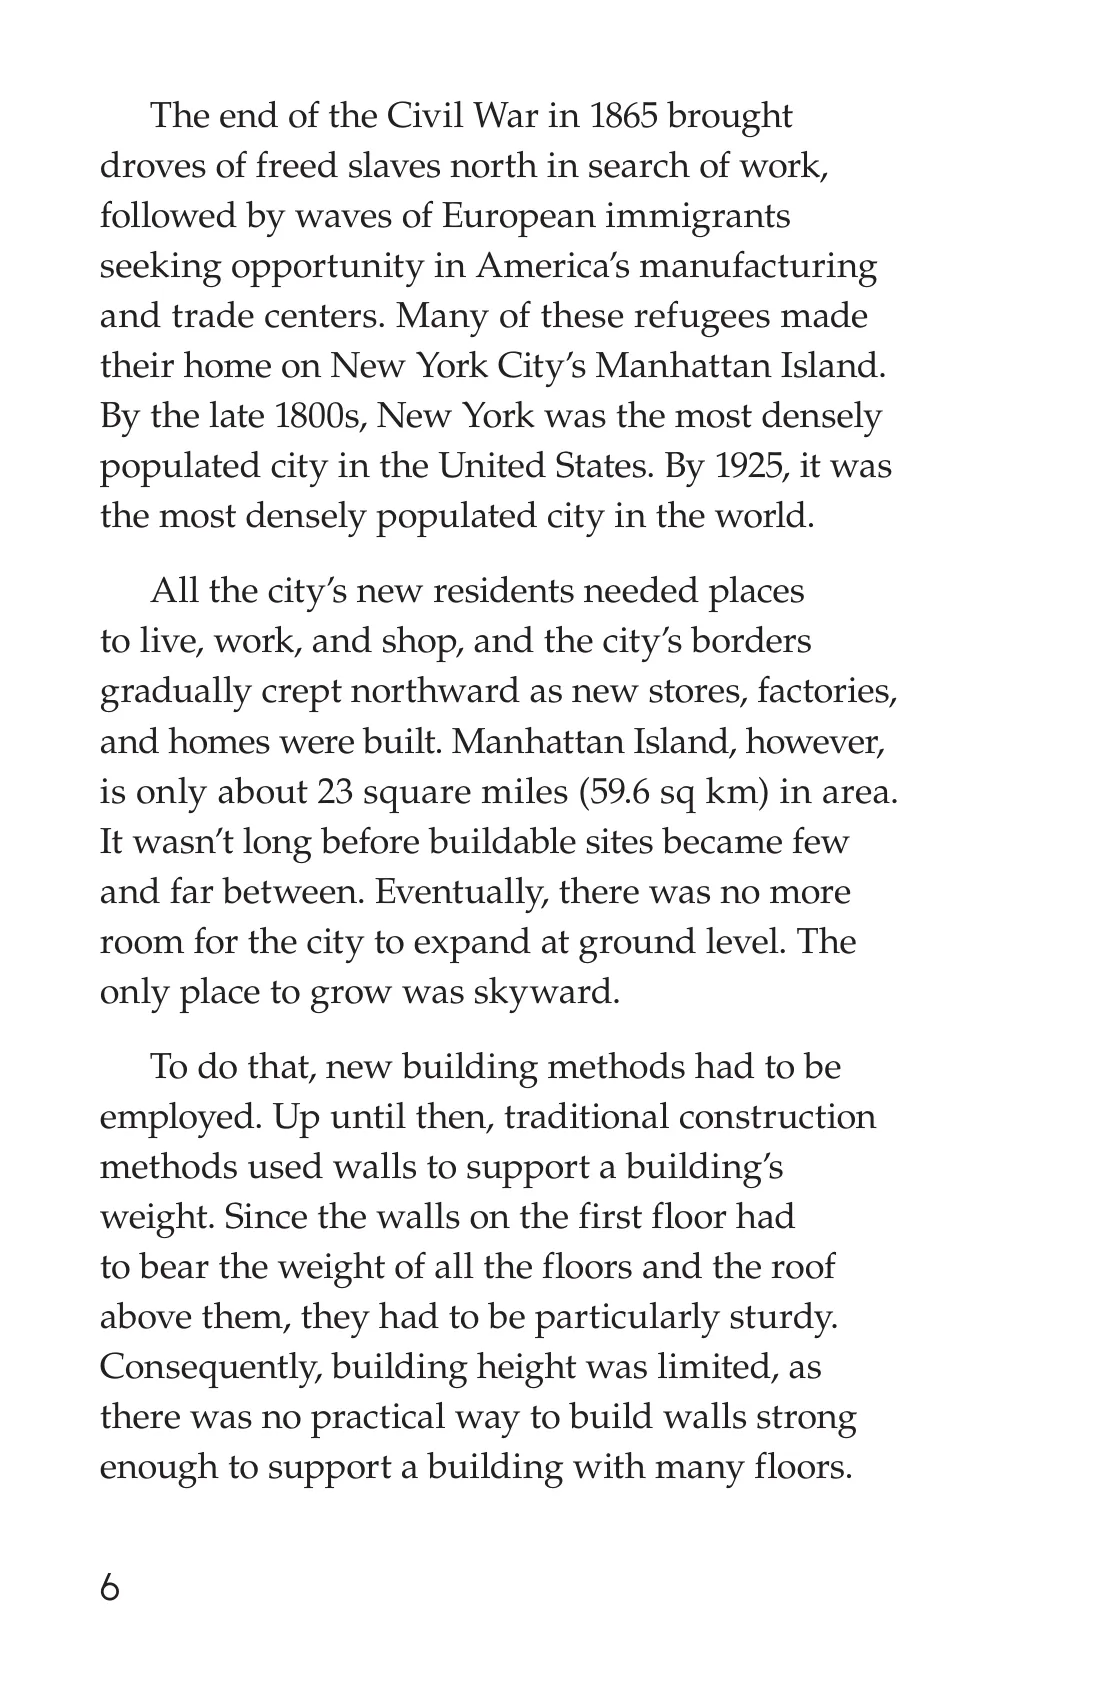 The end of the Civil War in 1865 brought
droves of freed slaves north in search of work,
followed by waves of European immigrants
seeking opportunity in America’s manufacturing
and trade centers. Many of these refugees made
their home on New York City’s Manhattan Island.
By the late 1800s, New York was the most densely
populated city in the United States. By 1925, it was
the most densely populated city in the world.
All the city’s new residents needed places
to live, work, and shop, and the city’s borders
gradually crept northward as new stores, factories,
and homes were built. Manhattan Island, however,
is only about 23 square miles (59.6 sq km) in area.
It wasn’t long before buildable sites became few
and far between. Eventually, there was no more
room for the city to expand at ground level. The
only place to grow was skyward.
To do that, new building methods had to be
employed. Up until then, traditional construction
methods used walls to support a building’s
weight. Since the walls on the first floor had
to bear the weight of all the floors and the roof
above them, they had to be particularly sturdy.
Consequently, building height was limited, as
there was no practical way to build walls strong
enough to support a building with many floors.
6